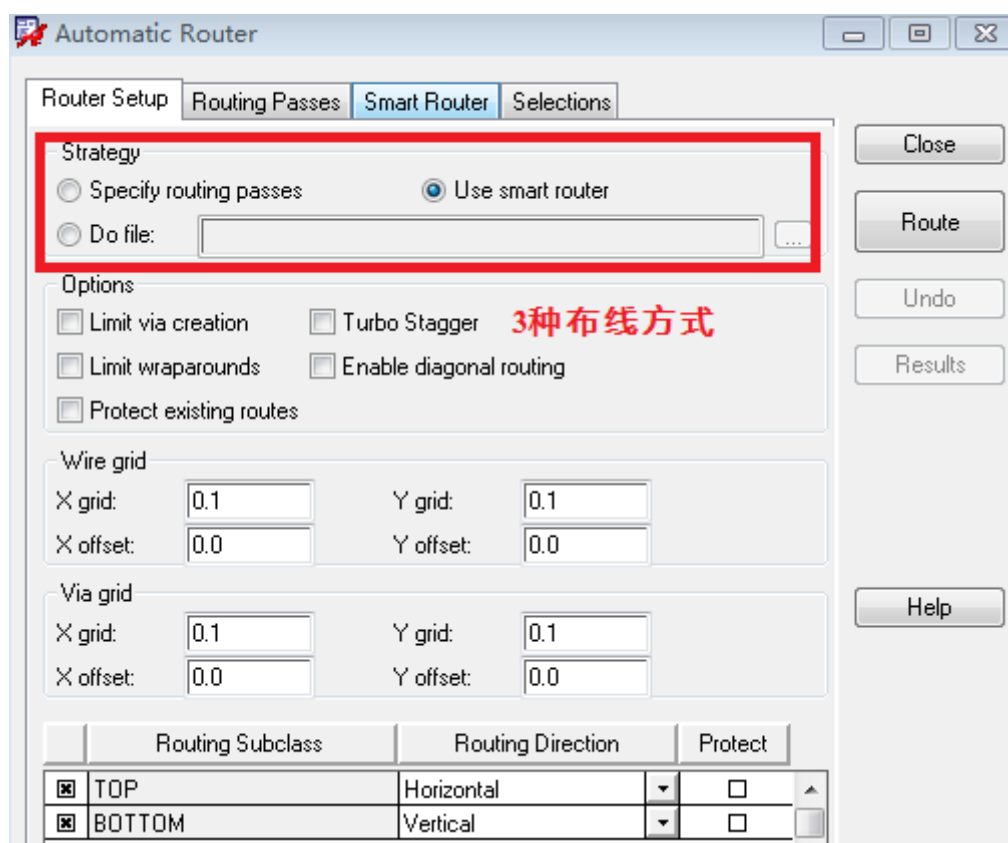 Automatic Router
Router Setup Routing Passes Smart Router Selections
Strategy
Specify routing passes Use smart router
Do file: ...
Close
Route
Undo
Results
Help
Options
Limit via creation Turbo Stagger 3种布线方式
Limit wraparounds Enable diagonal routing
Protect existing routes
Wire grid
X grid: 0.1 Y grid: 0.1
X offset: 0.0 Y offset: 0.0
Via grid
X grid: 0.1 Y grid: 0.1
X offset: 0.0 Y offset: 0.0
Routing Subclass Routing Direction Protect
TOP Horizontal
BOTTOM Vertical